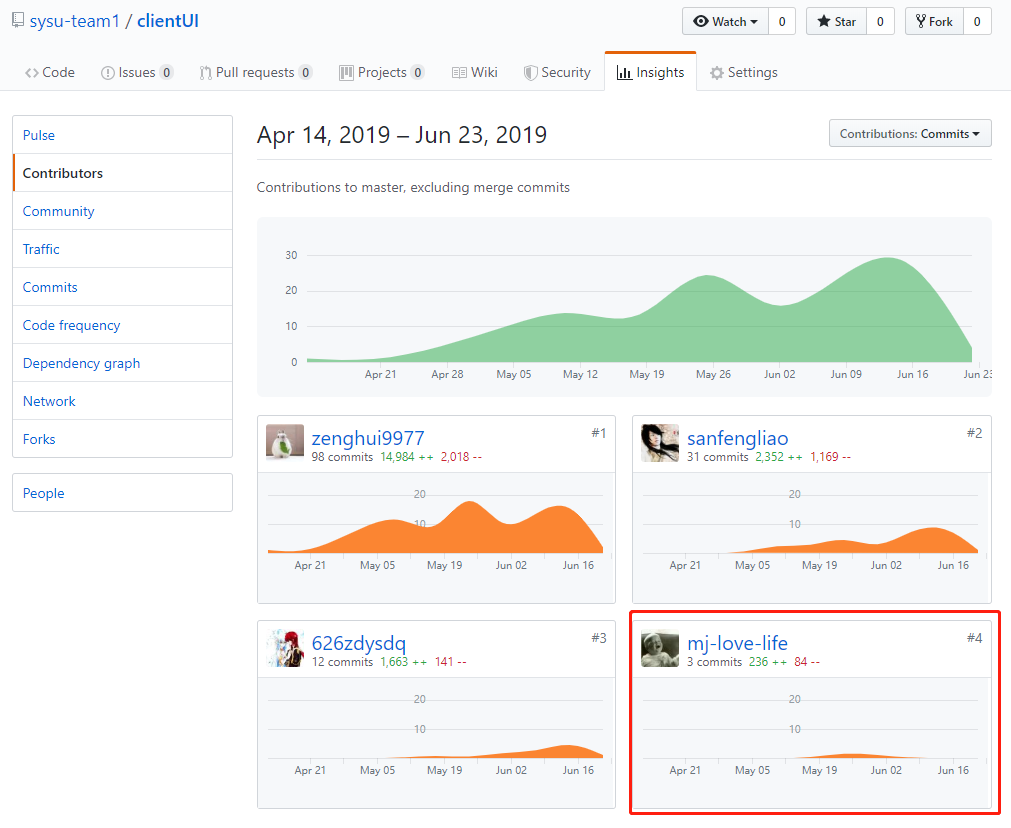 sysu-team1 / clientUI
Watch 0 Star 0 Fork 0
Code Issues 0 Pull requests 0 Projects 0 Wiki Security Insights Settings
Pulse
Contributors
Community
Traffic
Commits
Code frequency
Dependency graph
Network
Forks
People
Apr 14, 2019 – Jun 23, 2019
Contributions: Commits
Contributions to master, excluding merge commits
30
20
10
0
Apr 21 Apr 28 May 05 May 12 May 19 May 26 Jun 02 Jun 09 Jun 16 Jun 23
zenghui9977 #1
98 commits 14,984 ++ 2,018 --
20
10
Apr 21 May 05 May 19 Jun 02 Jun 16
sanfengliao #2
31 commits 2,352 ++ 1,169 --
20
10
Apr 21 May 05 May 19 Jun 02 Jun 16
626zdysdq #3
12 commits 1,663 ++ 141 --
20
10
Apr 21 May 05 May 19 Jun 02 Jun 16
mj-love-life #4
3 commits 236 ++ 84 --
20
10
Apr 21 May 05 May 19 Jun 02 Jun 16